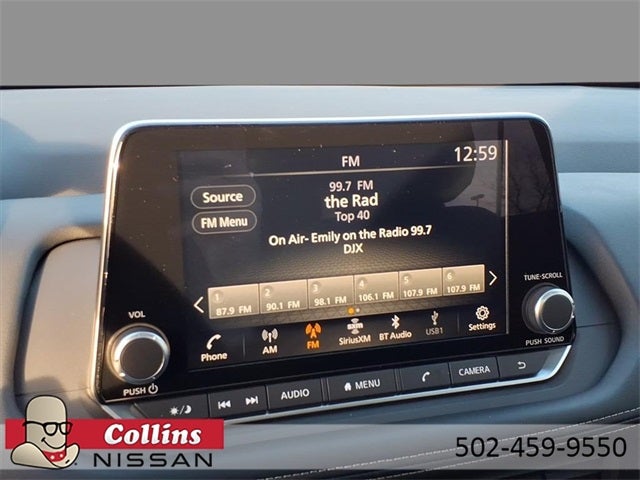 FM
12:59
Source
99.7 FM
the Rad
Top 40
FM Menu
On Air- Emily on the Radio 99.7
DJX
TUNE-SCROLL
1 2 3 4 5 6
87.9 FM 90.1 FM 98.1 FM 106.1 FM 107.9 FM 107.9 FM
VOL
Phone AM FM SiriusXM BT Audio USB1 Settings
sxm
PUSH
PUSH SOUND
AUDIO MENU CAMERA
Collins
NISSAN
502-459-9550